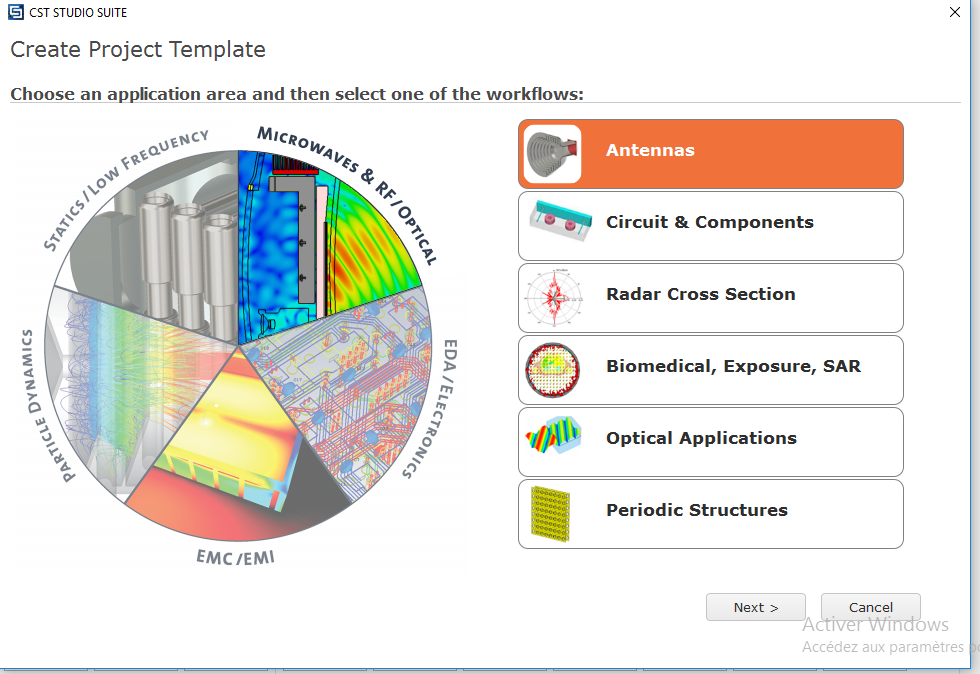 CST STUDIO SUITE
Create Project Template
Choose an application area and then select one of the workflows:
STATICS / LOW FREQUENCY
MICROWAVES & RF / OPTICAL
EDA / ELECTRONICS
EMC / EMI
PARTICLE DYNAMICS
Antennas
Circuit & Components
Radar Cross Section
Biomedical, Exposure, SAR
Optical Applications
Periodic Structures
Next >
Cancel
Activer Windows
Accédez aux paramètres